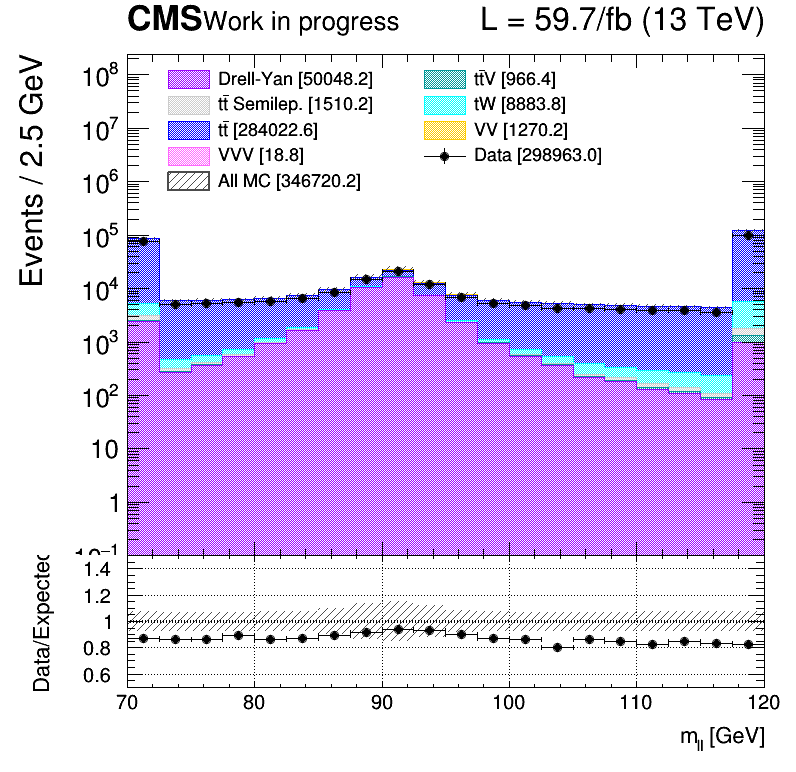 CMS Work in progress L = 59.7/fb (13 TeV)
Events / 2.5 GeV
10⁸
10⁷
10⁶
10⁵
10⁴
10³
10²
10
1
10⁻¹
Drell-Yan [50048.2]
tt̄ Semilep. [1510.2]
tt̄ [284022.6]
VVV [18.8]
All MC [346720.2]
tt̄V [966.4]
tW [8883.8]
VV [1270.2]
Data [298963.0]
Data/Expected
1.4
1.2
1
0.8
0.6
70 80 90 100 110 120
m_ll [GeV]